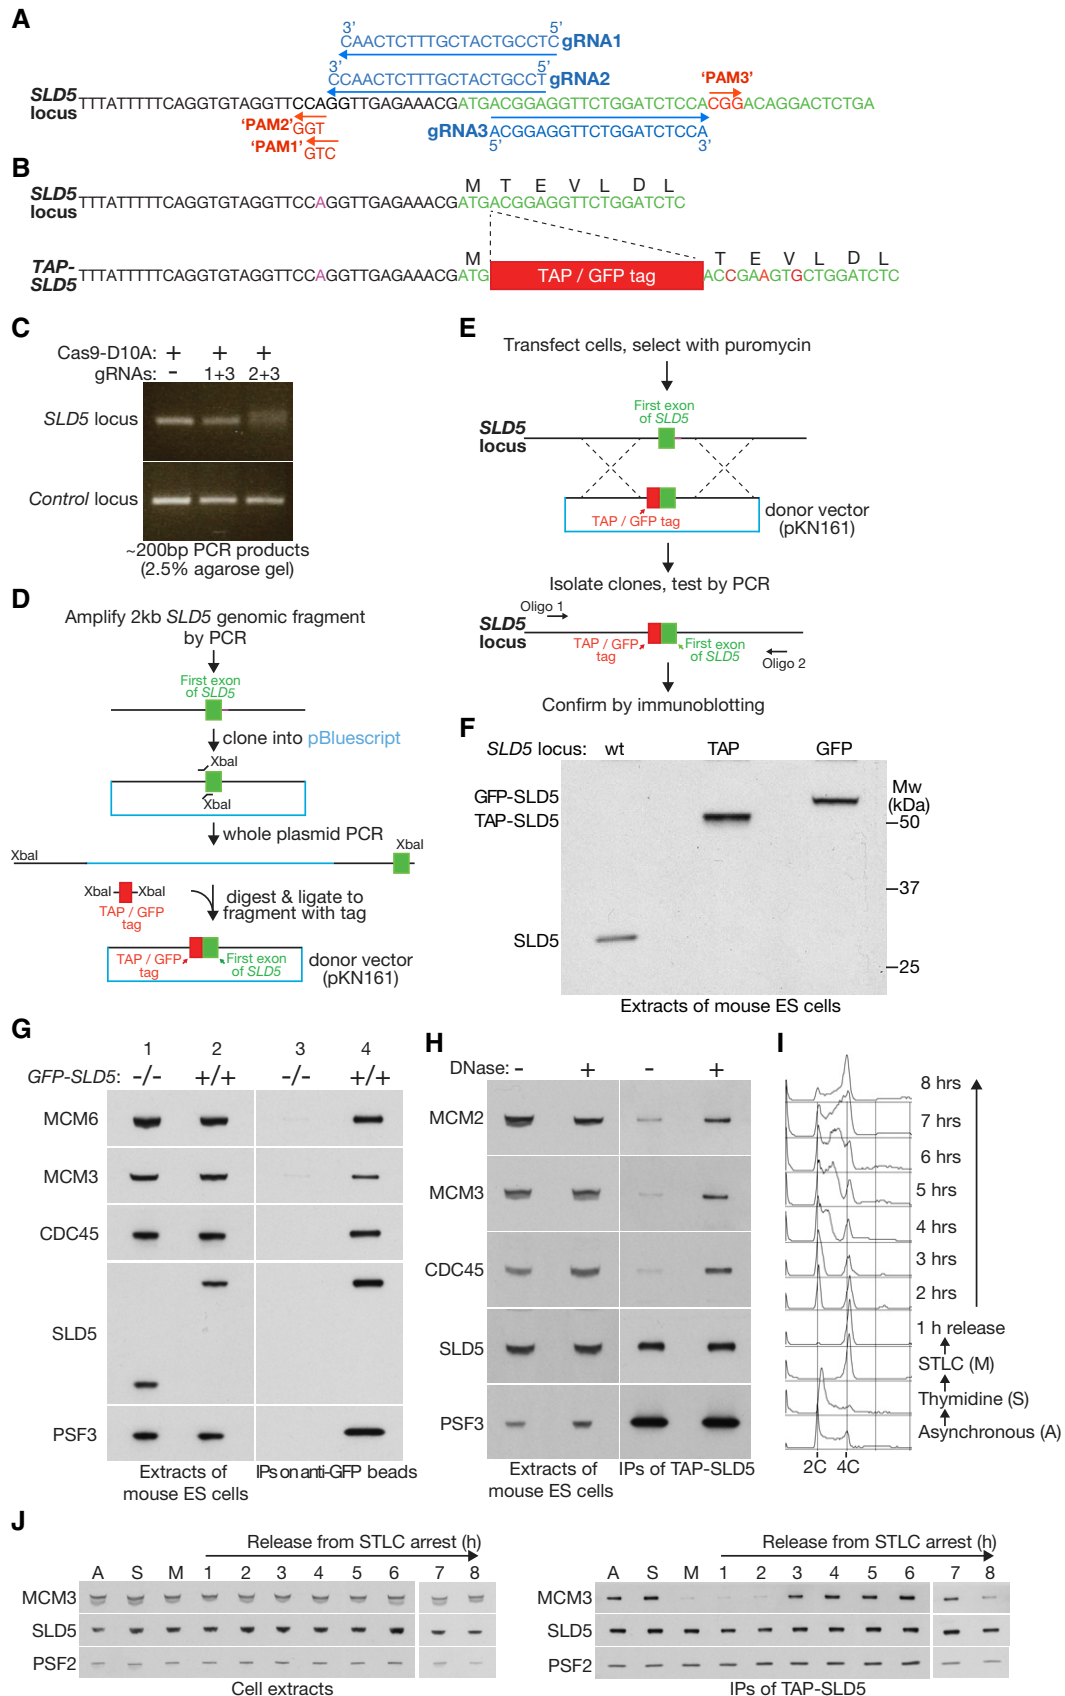 A
3’ 5’
CAACTCTTTGCTACTGCCTC gRNA1
3’ 5’
CCAACTCTTTGCTACTGCCT gRNA2
‘PAM3’
SLD5 locus
TTTATTTTTCAGGTGTAGGTTCCAGGTTGAGAAACGATGACGGAGGTTCTGGATCTCCACGGACAGGACTCTGA
‘PAM2’ GGT
gRNA3 ACGGAGGTTCTGGATCTCCA
‘PAM1’ GTC
5’ 3’
B
M T E V L D L
SLD5 locus
TTTATTTTTCAGGTGTAGGTTCCAGGTTGAGAAACGATGACGGAGGTTCTGGATCTC
M T E V L D L
TAP-SLD5
TTTATTTTTCAGGTGTAGGTTCCAGGTTGAGAAACGATG TAP / GFP tag ACCGAAGTGCTGGATCTC
C
Cas9-D10A: + + +
gRNAs: - 1+3 2+3
SLD5 locus
Control locus
~200bp PCR products
(2.5% agarose gel)
D
Amplify 2kb SLD5 genomic fragment
by PCR
First exon
of SLD5
clone into pBluescript
XbaI
XbaI
whole plasmid PCR
XbaI XbaI
XbaI XbaI
TAP / GFP
tag
digest & ligate to
fragment with tag
TAP / GFP
tag
First exon
of SLD5
donor vector
(pKN161)
E
Transfect cells, select with puromycin
First exon
of SLD5
SLD5
locus
TAP / GFP tag
donor vector
(pKN161)
Isolate clones, test by PCR
Oligo 1
SLD5
locus
TAP / GFP
tag
First exon
of SLD5
Oligo 2
Confirm by immunoblotting
F
SLD5 locus: wt TAP GFP
GFP-SLD5
TAP-SLD5
SLD5
Mw
(kDa)
50
37
25
Extracts of mouse ES cells
G
1 2 3 4
GFP-SLD5: -/- +/+ -/- +/+
MCM6
MCM3
CDC45
SLD5
PSF3
Extracts of
mouse ES cells
IPs on anti-GFP beads
H
DNase: - + - +
MCM2
MCM3
CDC45
SLD5
PSF3
Extracts of
mouse ES cells
IPs of TAP-SLD5
I
8 hrs
7 hrs
6 hrs
5 hrs
4 hrs
3 hrs
2 hrs
1 h release
STLC (M)
Thymidine (S)
Asynchronous (A)
2C 4C
J
Release from STLC arrest (h)
A S M 1 2 3 4 5 6 7 8
MCM3
SLD5
PSF2
Cell extracts
Release from STLC arrest (h)
A S M 1 2 3 4 5 6 7 8
MCM3
SLD5
PSF2
IPs of TAP-SLD5